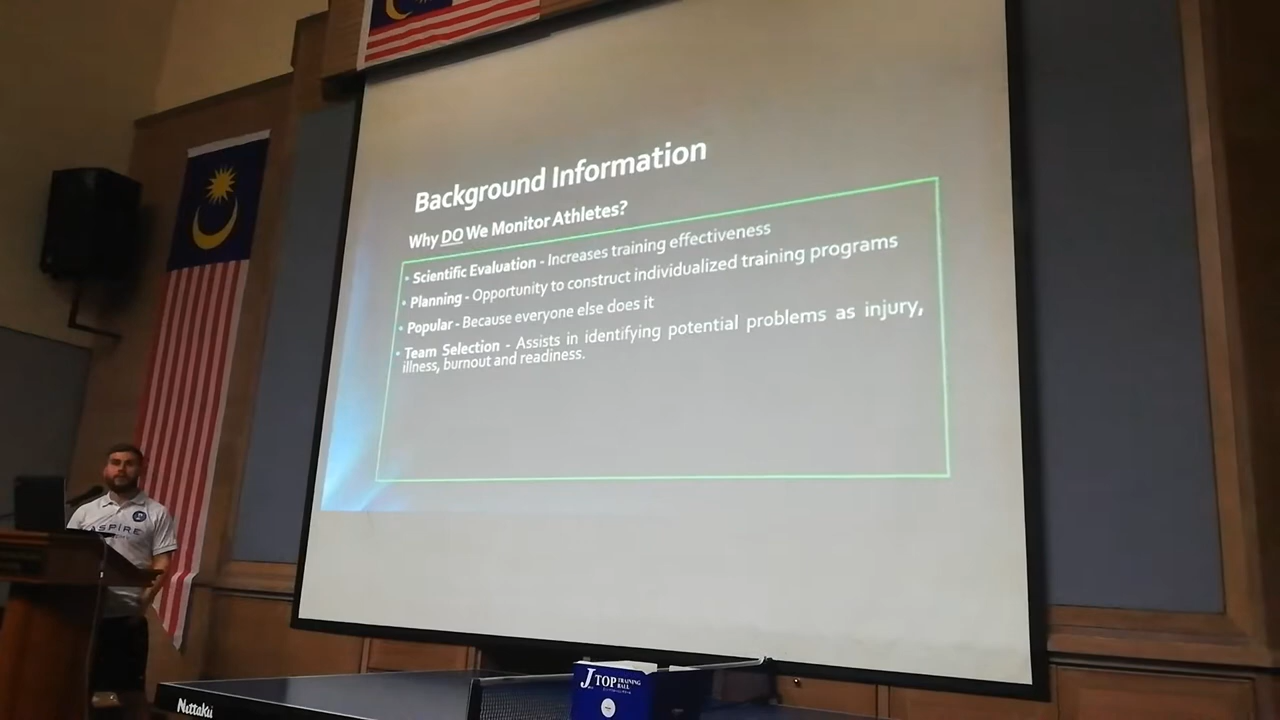 Background Information
Why DO We Monitor Athletes?
• Scientific Evaluation - Increases training effectiveness
• Planning - Opportunity to construct individualized training programs
• Popular - Because everyone else does it
• Team Selection - Assists in identifying potential problems as injury,
illness, burnout and readiness.
ASPIRE
Nittaku
J TOP TRAINING
BALL